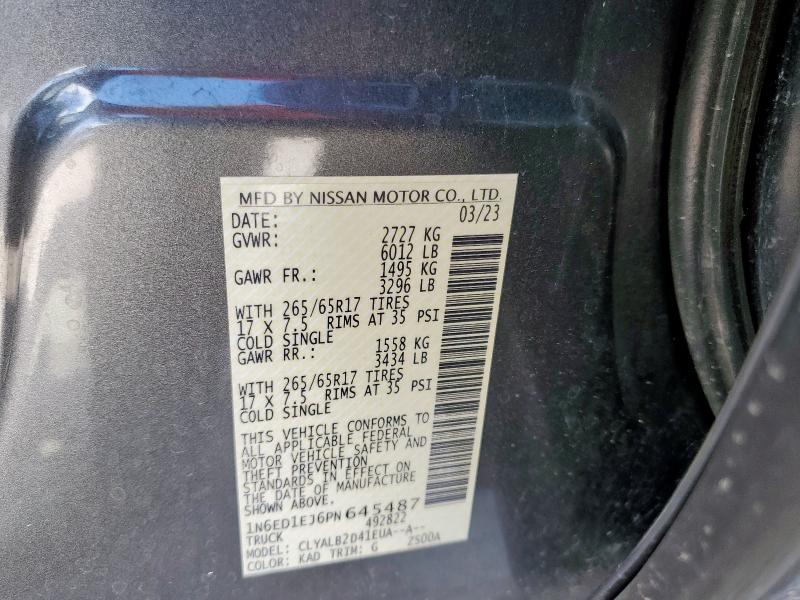 MFD BY NISSAN MOTOR CO., LTD.
DATE: 03/23
GVWR: 2727 KG
6012 LB
GAWR FR.: 1495 KG
3296 LB
WITH 265/65R17 TIRES
17 X 7.5 RIMS AT 35 PSI
COLD SINGLE
GAWR RR.: 1558 KG
3434 LB
WITH 265/65R17 TIRES
17 X 7.5 RIMS AT 35 PSI
COLD SINGLE
THIS VEHICLE CONFORMS TO
ALL APPLICABLE FEDERAL
MOTOR VEHICLE SAFETY AND
THEFT PREVENTION
STANDARDS IN EFFECT ON
THE DATE OF MANUFACTURE
SHOWN ABOVE.
1N6ED1EJ6PN645487
TRUCK 492822
MODEL: CLYALB2D41EUA--A--
COLOR: KAD TRIM: G Z500A